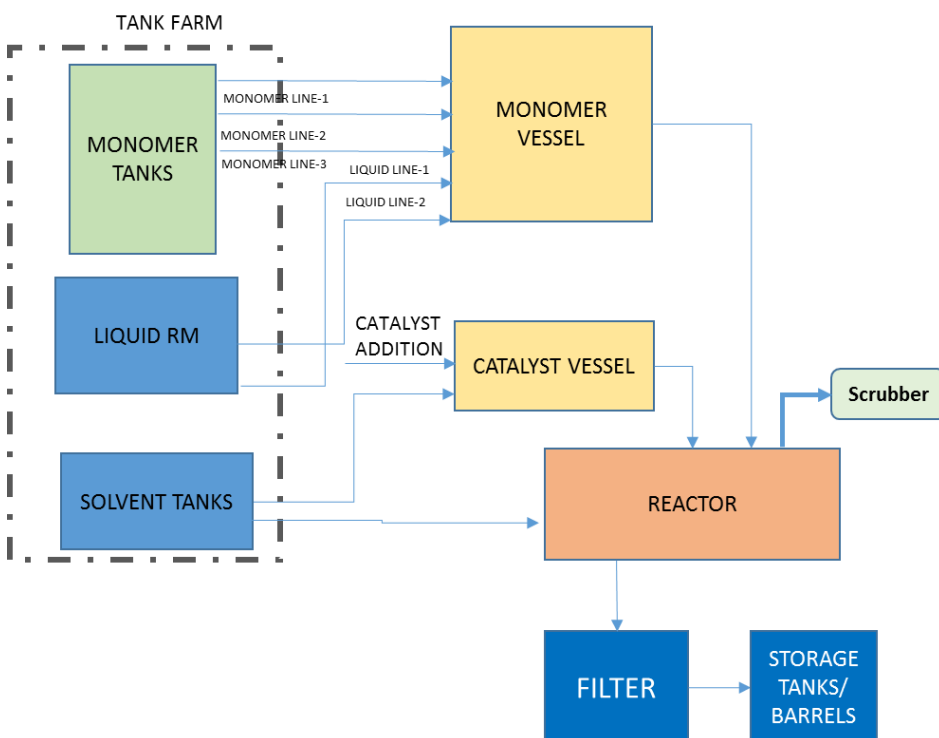 TANK FARM
MONOMER
TANKS
MONOMER LINE-1
MONOMER LINE-2
MONOMER LINE-3
LIQUID LINE-1
LIQUID LINE-2
MONOMER
VESSEL
LIQUID RM
CATALYST
ADDITION
CATALYST VESSEL
Scrubber
SOLVENT TANKS
REACTOR
FILTER
STORAGE
TANKS/
BARRELS